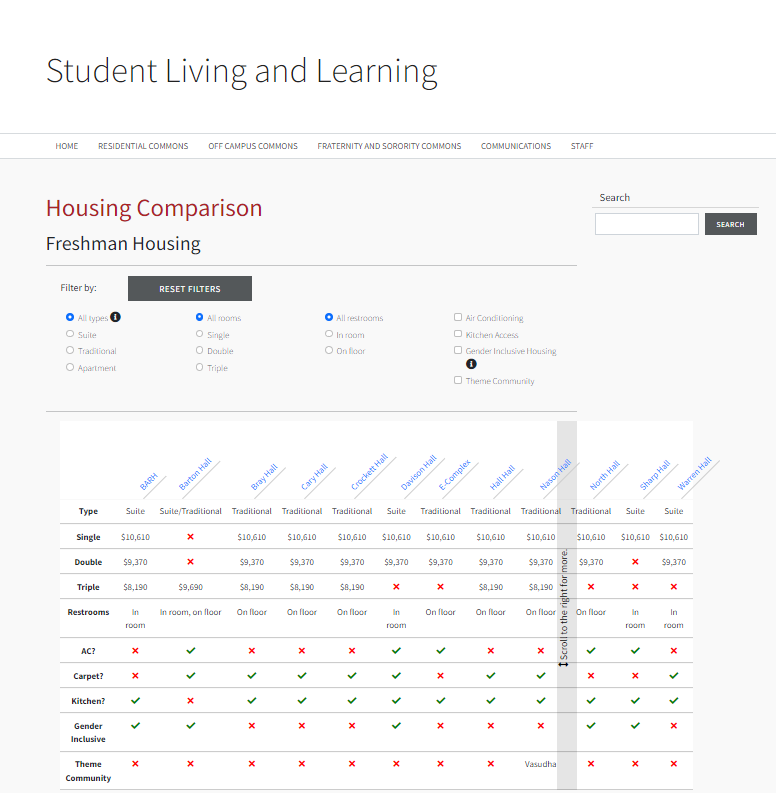 Student Living and Learning
HOME RESIDENTIAL COMMONS OFF CAMPUS COMMONS FRATERNITY AND SORORITY COMMONS COMMUNICATIONS STAFF
Housing Comparison
Search
Freshman Housing
SEARCH
Filter by: RESET FILTERS
All types All rooms All restrooms Air Conditioning
Suite Single In room Kitchen Access
Traditional Double On floor Gender Inclusive Housing
Apartment Triple
Theme Community
BARH Barton Hall Bray Hall Cary Hall Crockett Hall Davison Hall E-Complex Hall Hall Nason Hall North Hall Sharp Hall Warren Hall
Type Suite Suite/Traditional Traditional Traditional Traditional Suite Traditional Traditional Traditional Traditional Suite Suite
Single $10,610 × $10,610 $10,610 $10,610 $10,610 $10,610 $10,610 $10,610 $10,610 $10,610 $10,610
Double $9,370 × $9,370 $9,370 $9,370 $9,370 $9,370 $9,370 $9,370 $9,370 × $9,370
Triple $8,190 $9,690 $8,190 $8,190 $8,190 × × $8,190 $8,190 × × ×
Restrooms In room In room, on floor On floor On floor On floor In room On floor On floor On floor On floor In room In room
AC? × ✓ × × × ✓ ✓ × × ✓ ✓ ×
Carpet? × ✓ ✓ ✓ ✓ ✓ × ✓ ✓ × × ✓
Kitchen? ✓ × ✓ ✓ ✓ ✓ ✓ ✓ ✓ ✓ ✓ ✓
Gender Inclusive ✓ ✓ × × × ✓ × × × ✓ ✓ ×
Theme Community × × × × × × × × Vasudha × × ×
Scroll to the right for more.